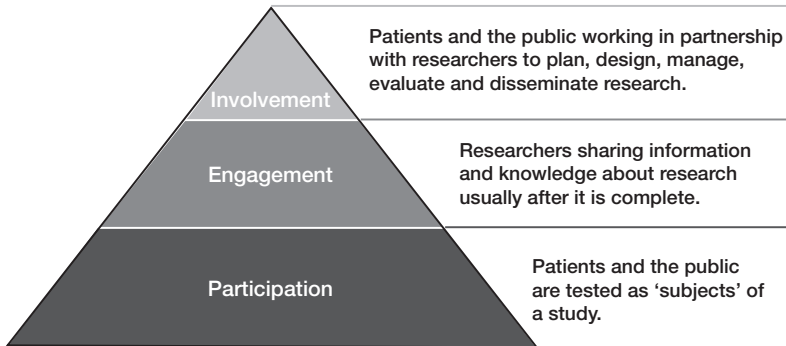 Patients and the public working in partnership
with researchers to plan, design, manage,
evaluate and disseminate research.
Involvement
Researchers sharing information
and knowledge about research
usually after it is complete.
Engagement
Patients and the public
are tested as ‘subjects’ of
a study.
Participation